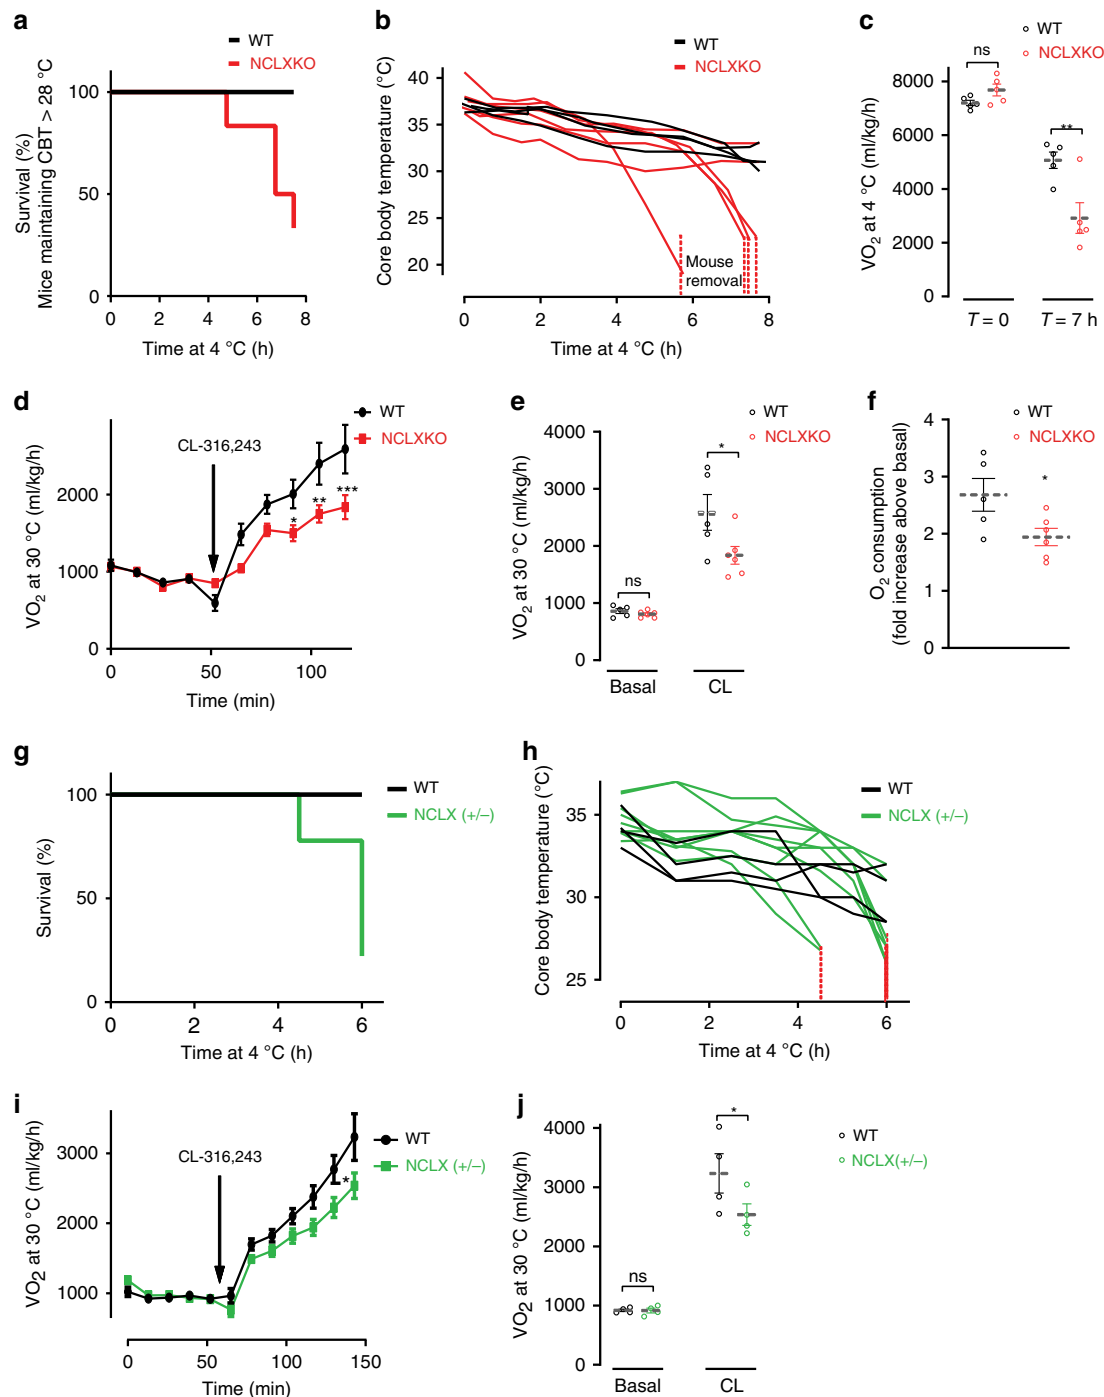 a
WT
NCLXKO
Survival (%)
Mice maintaining CBT > 28 °C
100
50
0
0 2 4 6 8
Time at 4 °C (h)
b
WT
NCLXKO
Core body temperature (°C)
40
35
30
25
20
Mouse
removal
0 2 4 6 8
Time at 4 °C (h)
c
WT
NCLXKO
VO2 at 4 °C (ml/kg/h)
8000
6000
4000
2000
0
ns
**
T = 0 T = 7 h
d
WT
NCLXKO
CL-316,243
VO2 at 30 °C (ml/kg/h)
2000
1000
0
* ** ***
0 50 100
Time (min)
e
WT
NCLXKO
VO2 at 30 °C (ml/kg/h)
4000
3000
2000
1000
0
ns
*
Basal CL
f
WT
NCLXKO
O2 consumption
(fold increase above basal)
4
3
2
1
0
*
g
WT
NCLX (+/–)
Survival (%)
100
50
0
0 2 4 6
Time at 4 °C (h)
h
WT
NCLX (+/–)
Core body temperature (°C)
35
30
25
0 2 4 6
Time at 4 °C (h)
i
WT
NCLX (+/–)
CL-316,243
VO2 at 30 °C (ml/kg/h)
3000
2000
1000
*
0 50 100 150
Time (min)
j
WT
NCLX(+/–)
VO2 at 30 °C (ml/kg/h)
4000
3000
2000
1000
0
ns
*
Basal CL